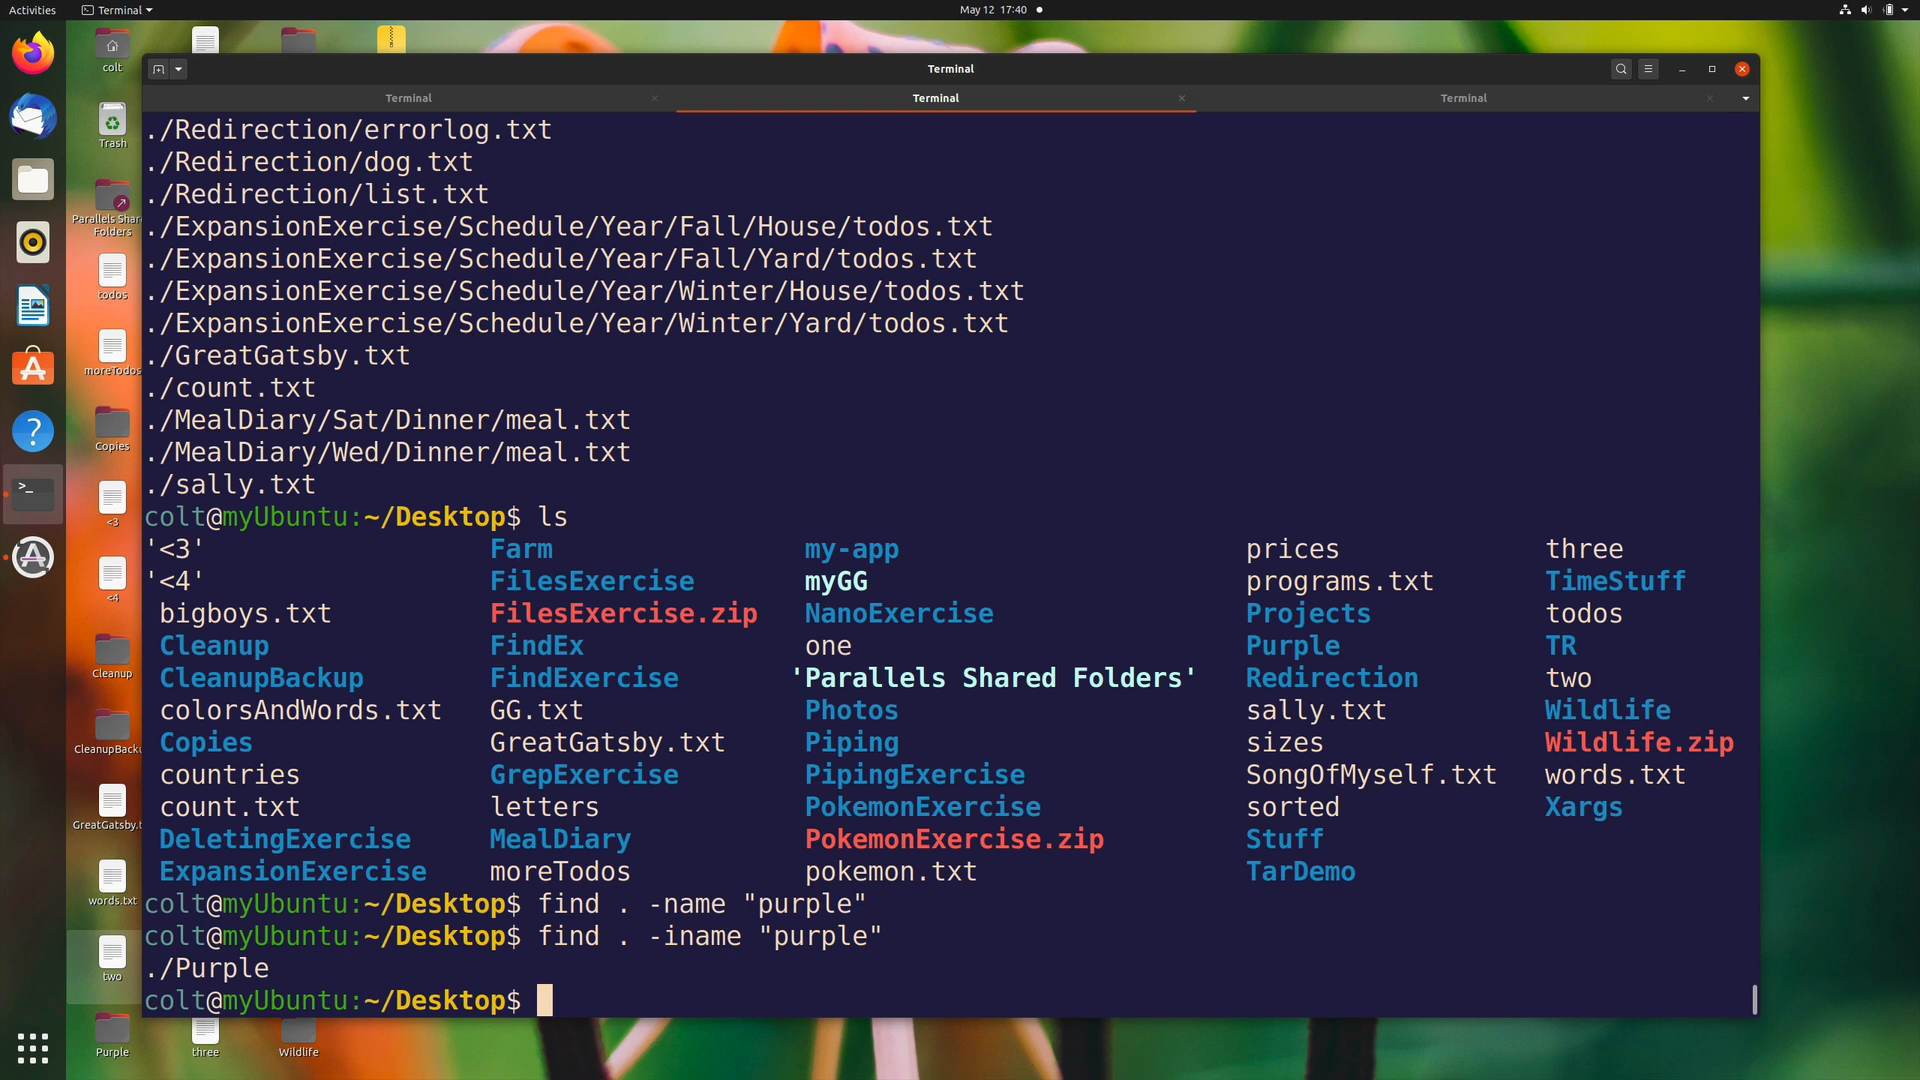 Activities Terminal May 12 17:40
colt
Trash
Parallels Shar
Folders
todos
moreTodos
Copies
<3
<4
Cleanup
CleanupBacku
GreatGatsby.t
words.txt
two
Purple three Wildlife
Terminal
Terminal Terminal Terminal
./Redirection/errorlog.txt
./Redirection/dog.txt
./Redirection/list.txt
./ExpansionExercise/Schedule/Year/Fall/House/todos.txt
./ExpansionExercise/Schedule/Year/Fall/Yard/todos.txt
./ExpansionExercise/Schedule/Year/Winter/House/todos.txt
./ExpansionExercise/Schedule/Year/Winter/Yard/todos.txt
./GreatGatsby.txt
./count.txt
./MealDiary/Sat/Dinner/meal.txt
./MealDiary/Wed/Dinner/meal.txt
./sally.txt
colt@myUbuntu:~/Desktop$ ls
'<3' Farm my-app prices three
'<4' FilesExercise myGG programs.txt TimeStuff
bigboys.txt FilesExercise.zip NanoExercise Projects todos
Cleanup FindEx one Purple TR
CleanupBackup FindExercise 'Parallels Shared Folders' Redirection two
colorsAndWords.txt GG.txt Photos sally.txt Wildlife
Copies GreatGatsby.txt Piping sizes Wildlife.zip
countries GrepExercise PipingExercise SongOfMyself.txt words.txt
count.txt letters PokemonExercise sorted Xargs
DeletingExercise MealDiary PokemonExercise.zip Stuff
ExpansionExercise moreTodos pokemon.txt TarDemo
colt@myUbuntu:~/Desktop$ find . -name "purple"
colt@myUbuntu:~/Desktop$ find . -iname "purple"
./Purple
colt@myUbuntu:~/Desktop$